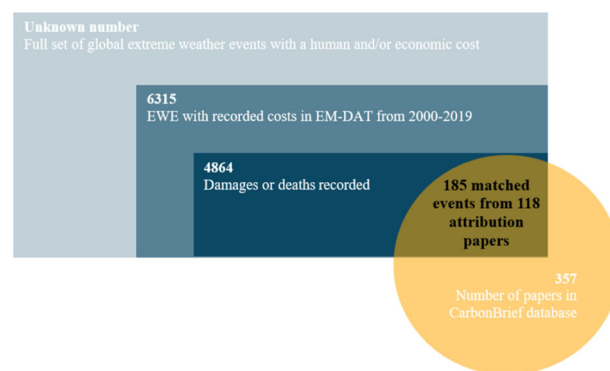 Unknown number
Full set of global extreme weather events with a human and/or economic cost
6315
EWE with recorded costs in EM-DAT from 2000-2019
4864
Damages or deaths recorded
185 matched
events from 118
attribution
papers
357
Number of papers in
CarbonBrief database